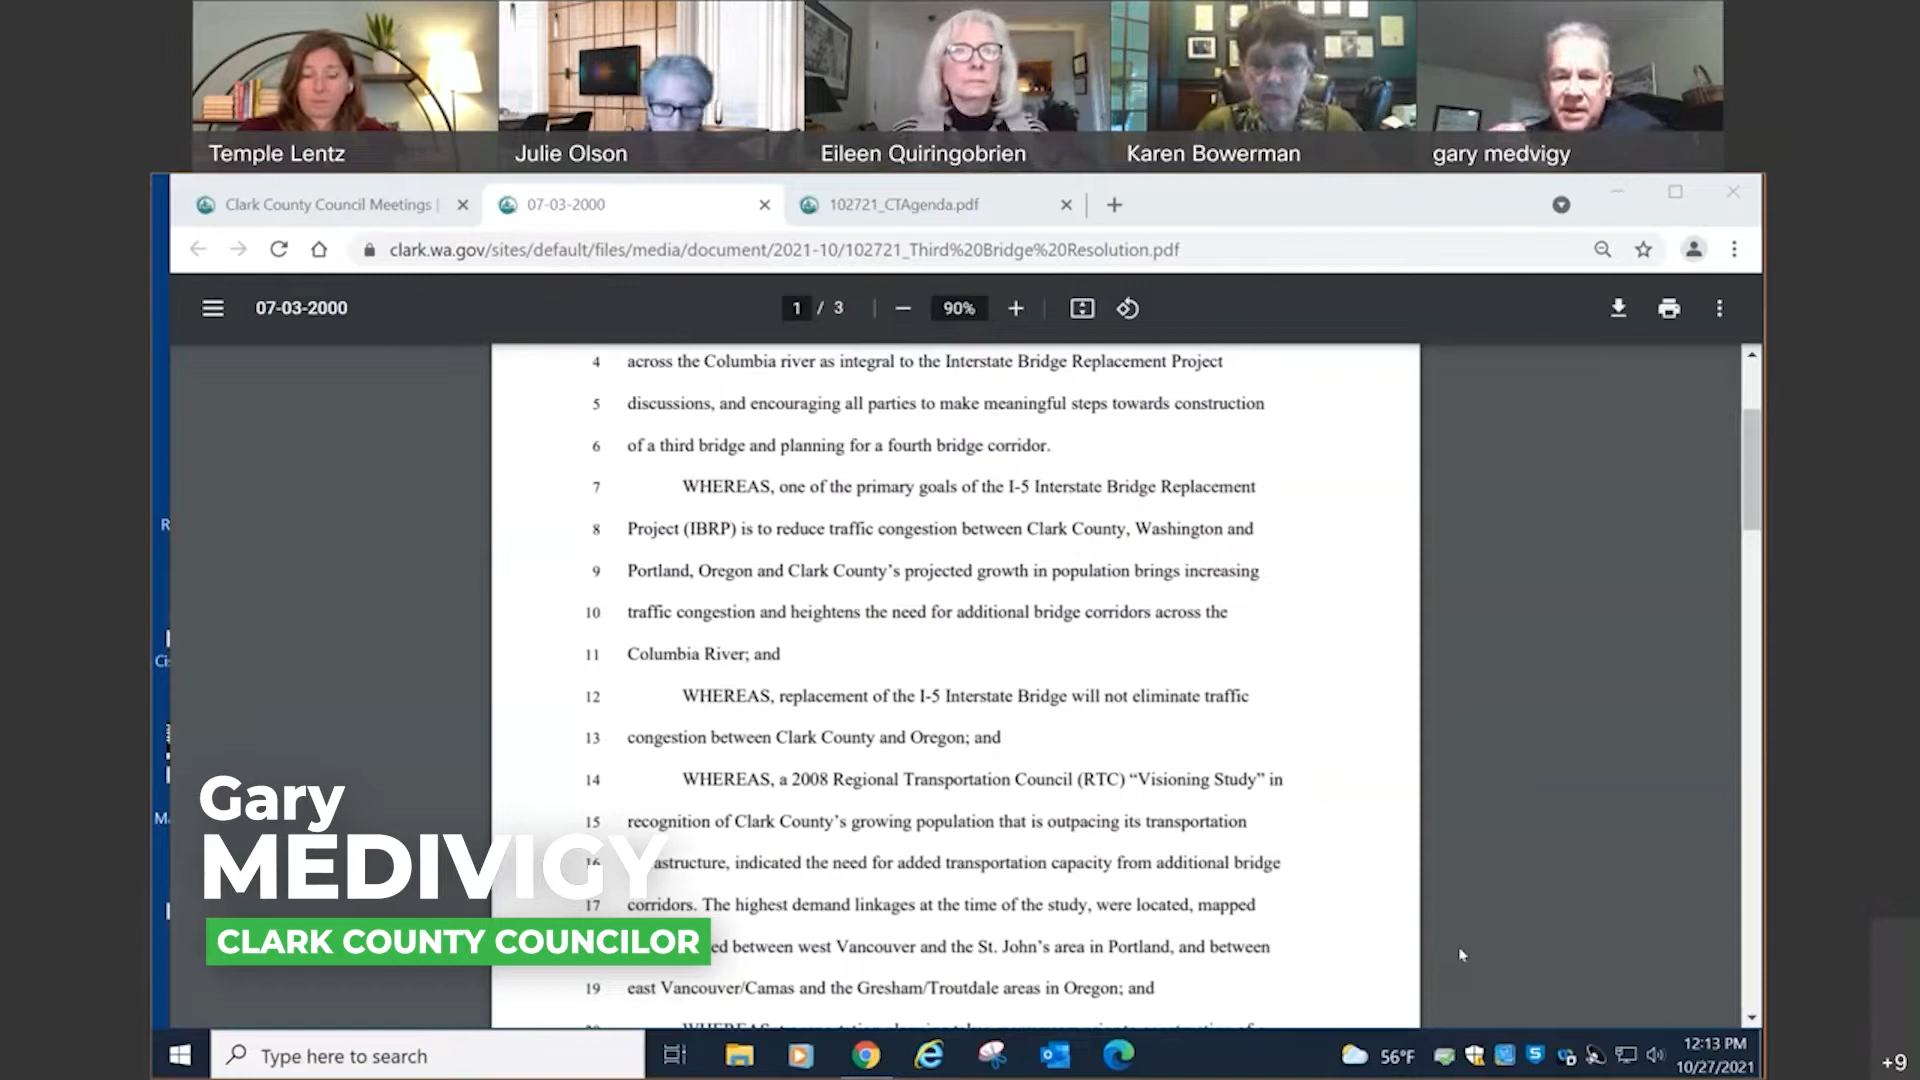 Temple Lentz
Julie Olson
Eileen Quiringobrien
Karen Bowerman
gary medvigy
Clark County Council Meetings |
07-03-2000
102721_CTAgenda.pdf
clark.wa.gov/sites/default/files/media/document/2021-10/102721_Third%20Bridge%20Resolution.pdf
07-03-2000
1 / 3
90%
4 across the Columbia river as integral to the Interstate Bridge Replacement Project
5 discussions, and encouraging all parties to make meaningful steps towards construction
6 of a third bridge and planning for a fourth bridge corridor.
7 WHEREAS, one of the primary goals of the I-5 Interstate Bridge Replacement
8 Project (IBRP) is to reduce traffic congestion between Clark County, Washington and
9 Portland, Oregon and Clark County's projected growth in population brings increasing
10 traffic congestion and heightens the need for additional bridge corridors across the
11 Columbia River; and
12 WHEREAS, replacement of the I-5 Interstate Bridge will not eliminate traffic
13 congestion between Clark County and Oregon; and
14 WHEREAS, a 2008 Regional Transportation Council (RTC) “Visioning Study” in
15 recognition of Clark County's growing population that is outpacing its transportation
16 astructure, indicated the need for added transportation capacity from additional bridge
17 corridors. The highest demand linkages at the time of the study, were located, mapped
ed between west Vancouver and the St. John's area in Portland, and between
19 east Vancouver/Camas and the Gresham/Troutdale areas in Oregon; and
Gary
MEDIVIGY
CLARK COUNTY COUNCILOR
Type here to search
56°F
12:13 PM
10/27/2021
+9